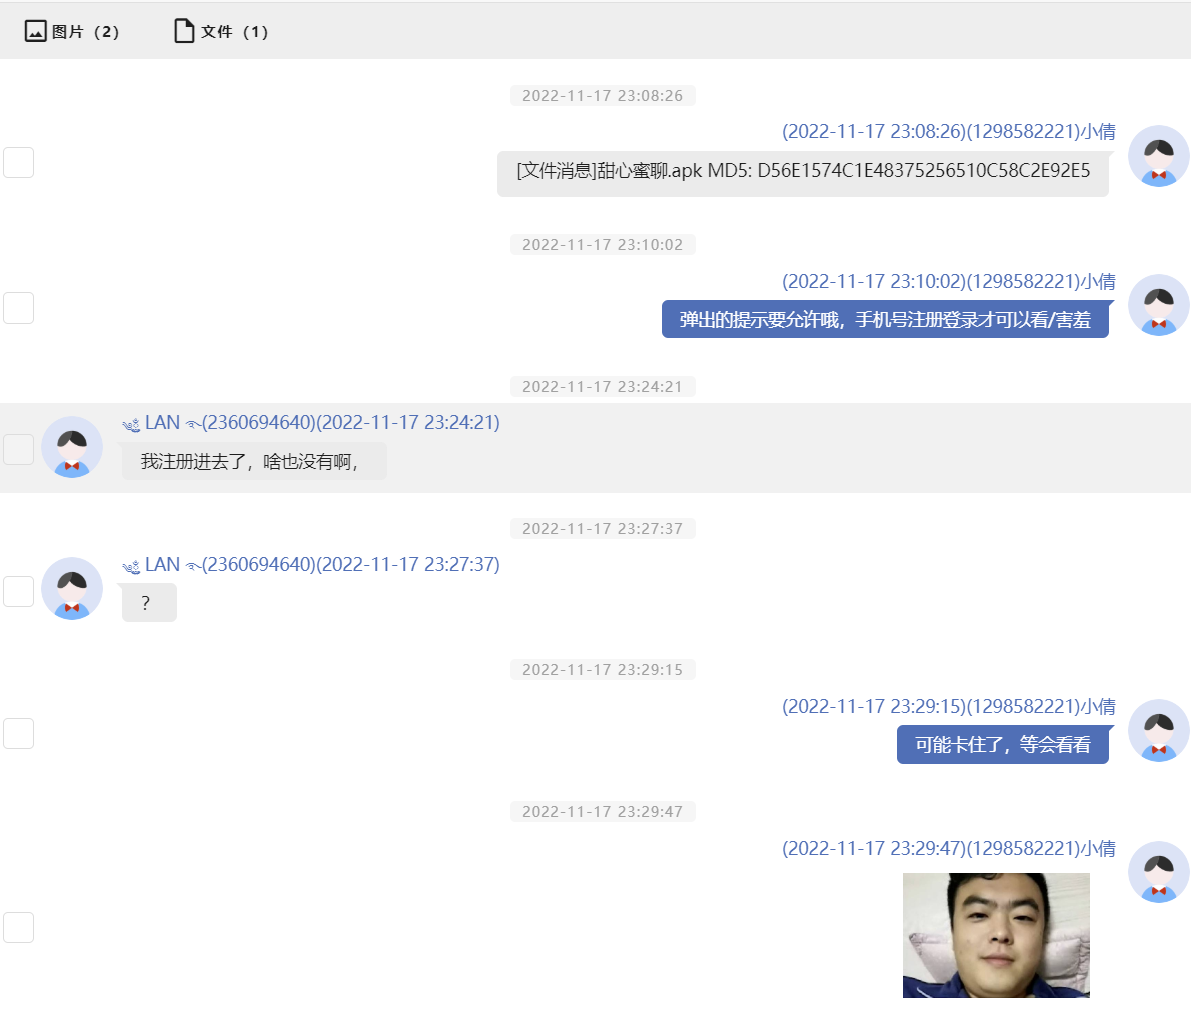 图片（2） 文件（1）
2022-11-17 23:08:26
(2022-11-17 23:08:26)(1298582221)小倩
[文件消息]甜心蜜聊.apk MD5: D56E1574C1E48375256510C58C2E92E5
2022-11-17 23:10:02
(2022-11-17 23:10:02)(1298582221)小倩
弹出的提示要允许哦，手机号注册登录才可以看/害羞
2022-11-17 23:24:21
LAN (2360694640)(2022-11-17 23:24:21)
我注册进去了，啥也没有啊，
2022-11-17 23:27:37
LAN (2360694640)(2022-11-17 23:27:37)
？
2022-11-17 23:29:15
(2022-11-17 23:29:15)(1298582221)小倩
可能卡住了，等会看看
2022-11-17 23:29:47
(2022-11-17 23:29:47)(1298582221)小倩